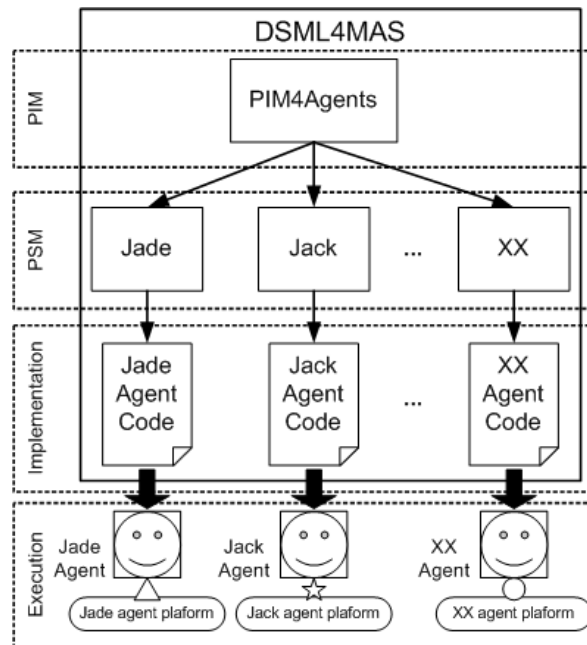 DSML4MAS
PIM
PIM4Agents
PSM
Jade
Jack
...
XX
Implementation
Jade
Agent
Code
Jack
Agent
Code
...
XX
Agent
Code
Execution
Jade
Agent
Jack
Agent
XX
Agent
Jade agent plaform
Jack agent plaform
XX agent plaform